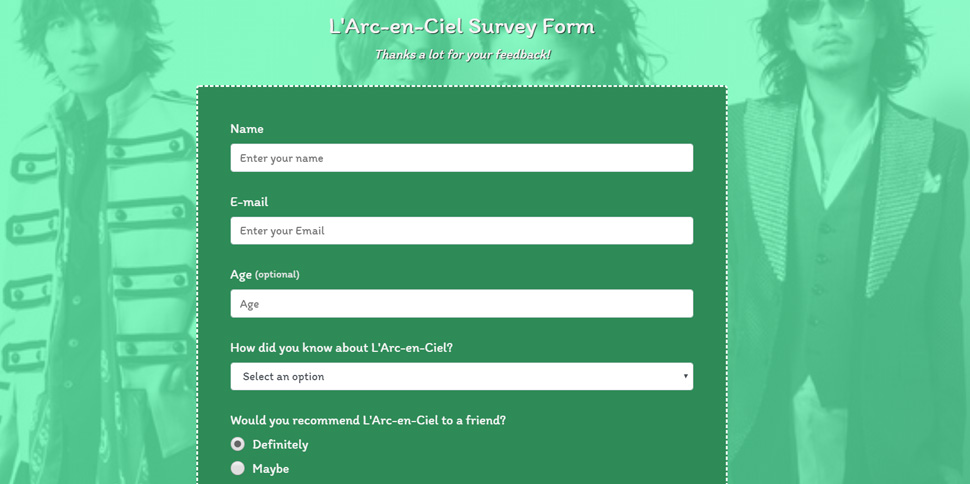 L'Arc-en-Ciel Survey Form
Thanks a lot for your feedback!
Name
Enter your name
E-mail
Enter your Email
Age (optional)
Age
How did you know about L'Arc-en-Ciel?
Select an option
Would you recommend L'Arc-en-Ciel to a friend?
Definitely
Maybe